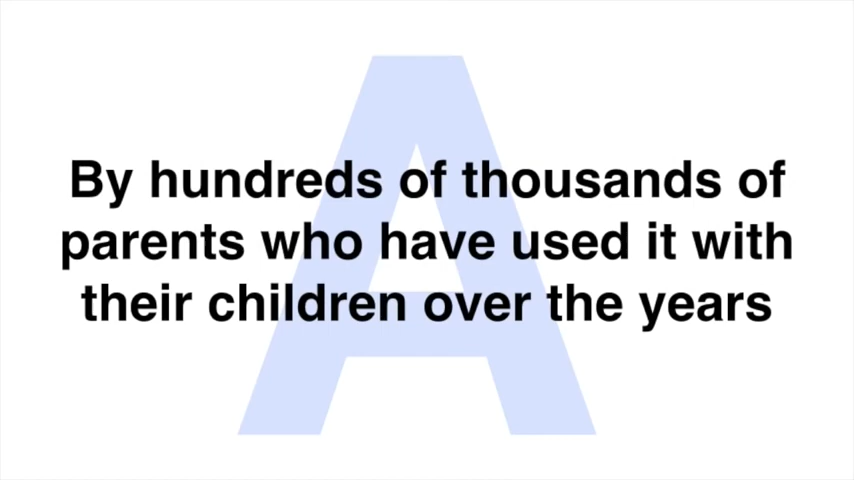 A
By hundreds of thousands of
parents who have used it with
their children over the years